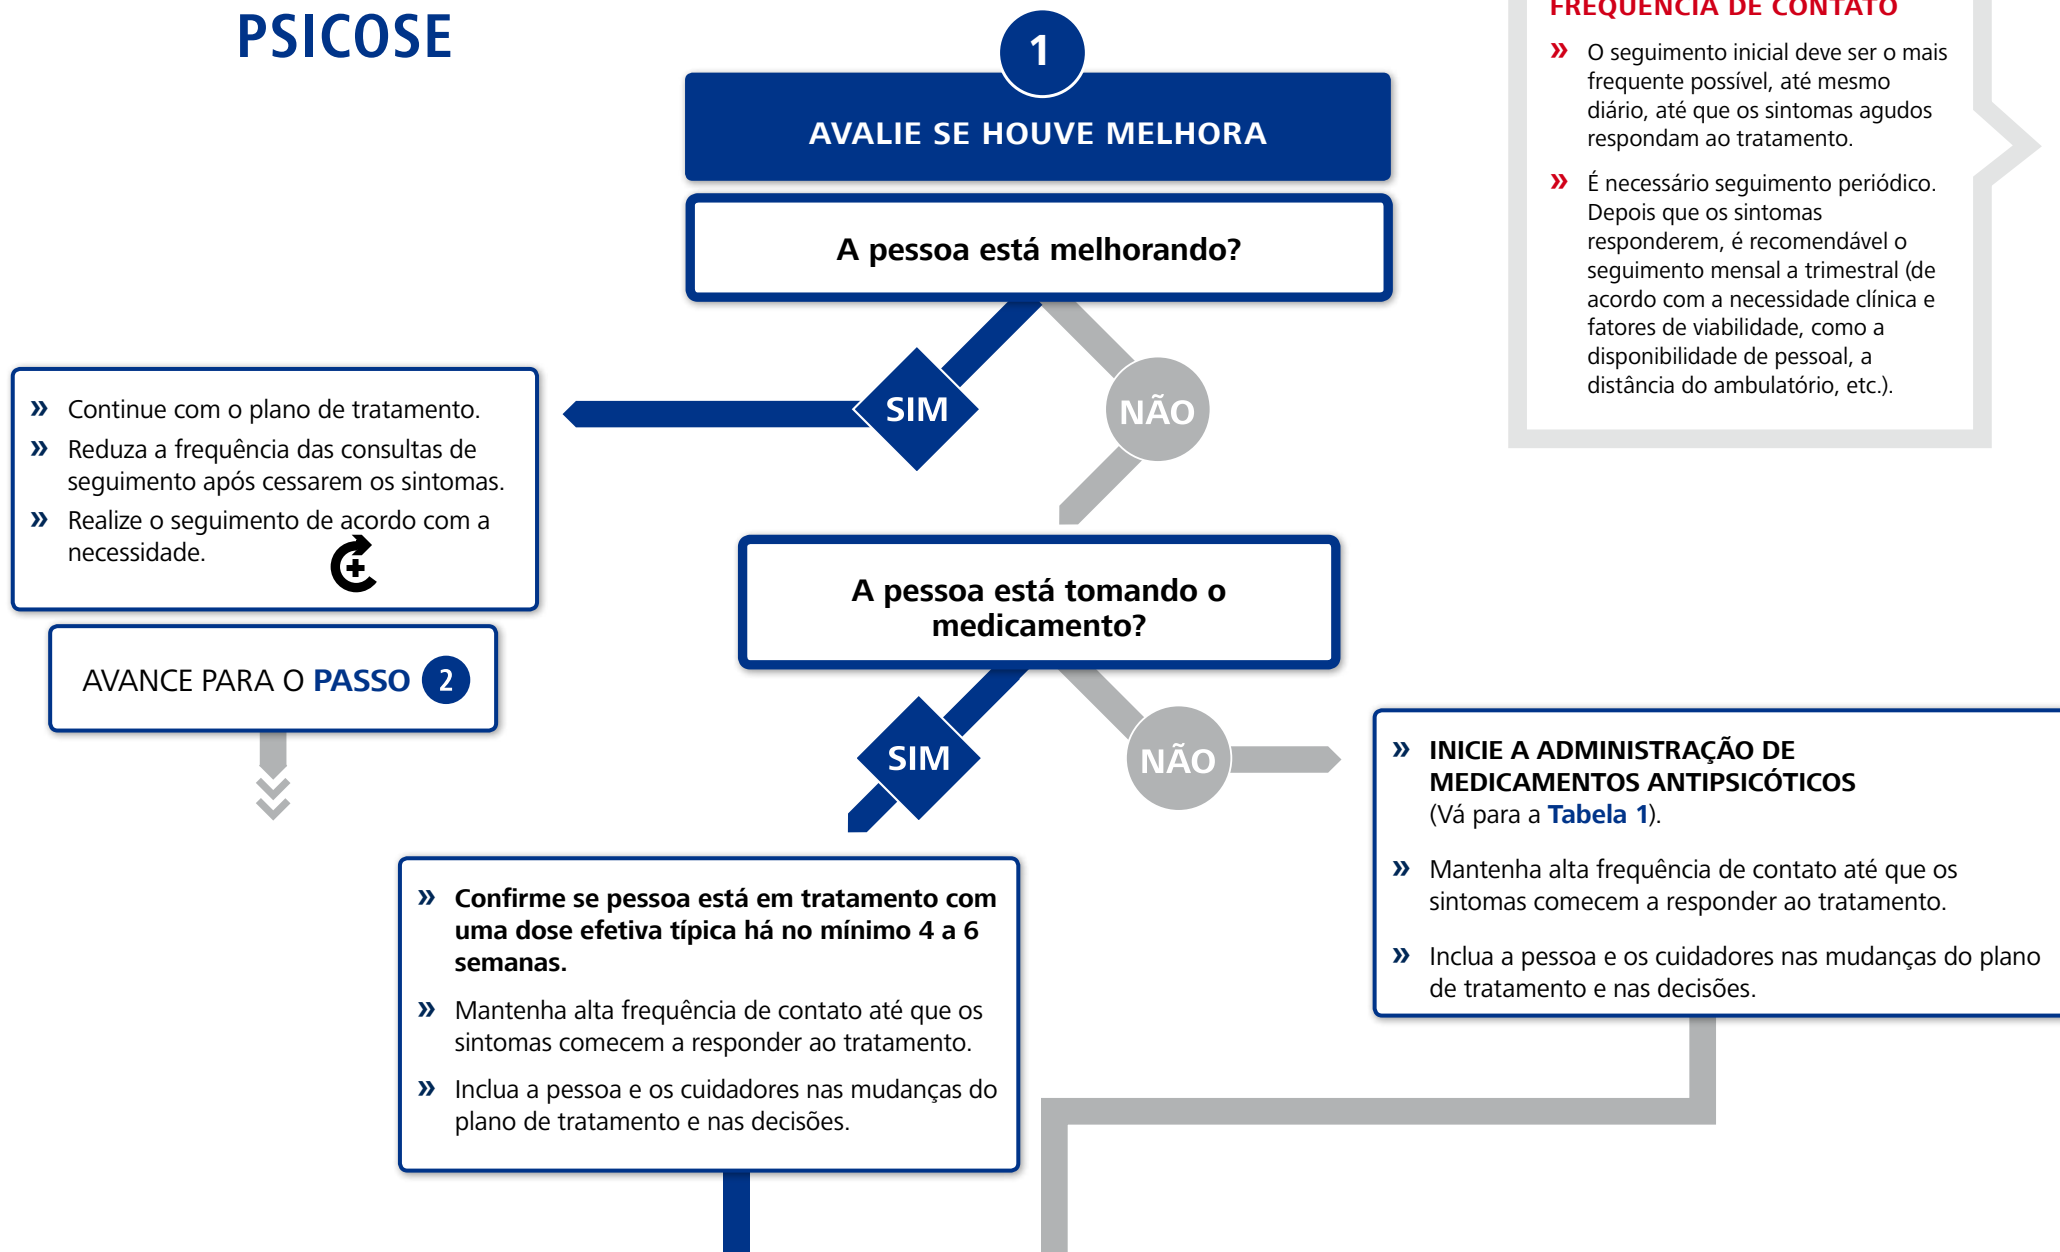 PSICOSE
1
AVALIE SE HOUVE MELHORA
A pessoa está melhorando?
FREQUÊNCIA DE CONTATO
» O seguimento inicial deve ser o mais
frequente possível, até mesmo
diário, até que os sintomas agudos
respondam ao tratamento.
» É necessário seguimento periódico.
Depois que os sintomas
responderem, é recomendável o
seguimento mensal a trimestral (de
acordo com a necessidade clínica e
fatores de viabilidade, como a
disponibilidade de pessoal, a
distância do ambulatório, etc.).
SIM
NÃO
» Continue com o plano de tratamento.
» Reduza a frequência das consultas de
seguimento após cessarem os sintomas.
» Realize o seguimento de acordo com a
necessidade.
AVANCE PARA O PASSO 2
A pessoa está tomando o
medicamento?
SIM
NÃO
» INICIE A ADMINISTRAÇÃO DE
MEDICAMENTOS ANTIPSICÓTICOS
(Vá para a Tabela 1).
» Mantenha alta frequência de contato até que os
sintomas comecem a responder ao tratamento.
» Inclua a pessoa e os cuidadores nas mudanças do plano
de tratamento e nas decisões.
» Confirme se pessoa está em tratamento com
uma dose efetiva típica há no mínimo 4 a 6
semanas.
» Mantenha alta frequência de contato até que os
sintomas comecem a responder ao tratamento.
» Inclua a pessoa e os cuidadores nas mudanças do
plano de tratamento e nas decisões.